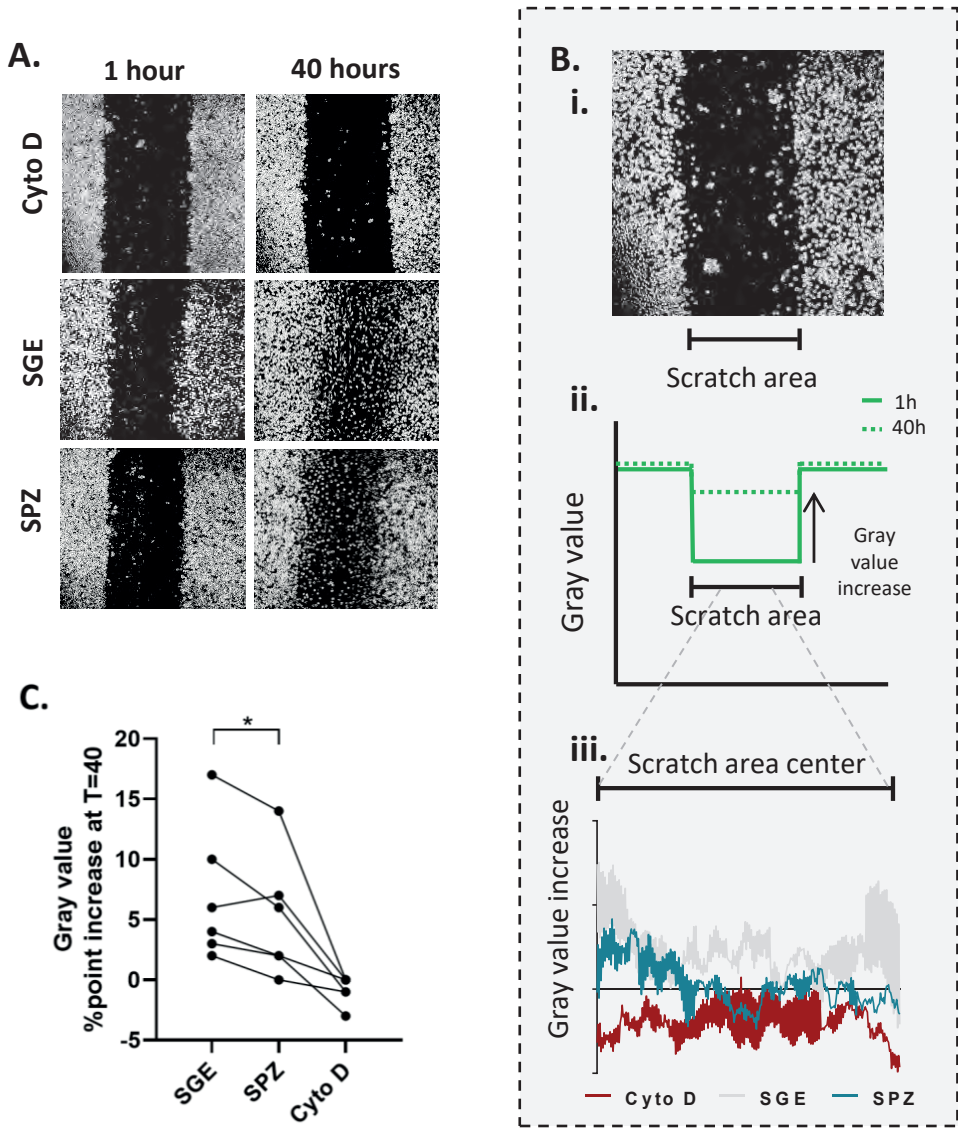 A.
1 hour
40 hours
Cyto D
SGE
SPZ
B.
i.
Scratch area
ii.
1h
40h
Gray value
Gray
value
increase
Scratch area
iii.
Scratch area center
Gray value increase
Cyto D
SGE
SPZ
C.
*
Gray value
%point increase at T=40
20
15
10
5
0
-5
SGE
SPZ
Cyto D